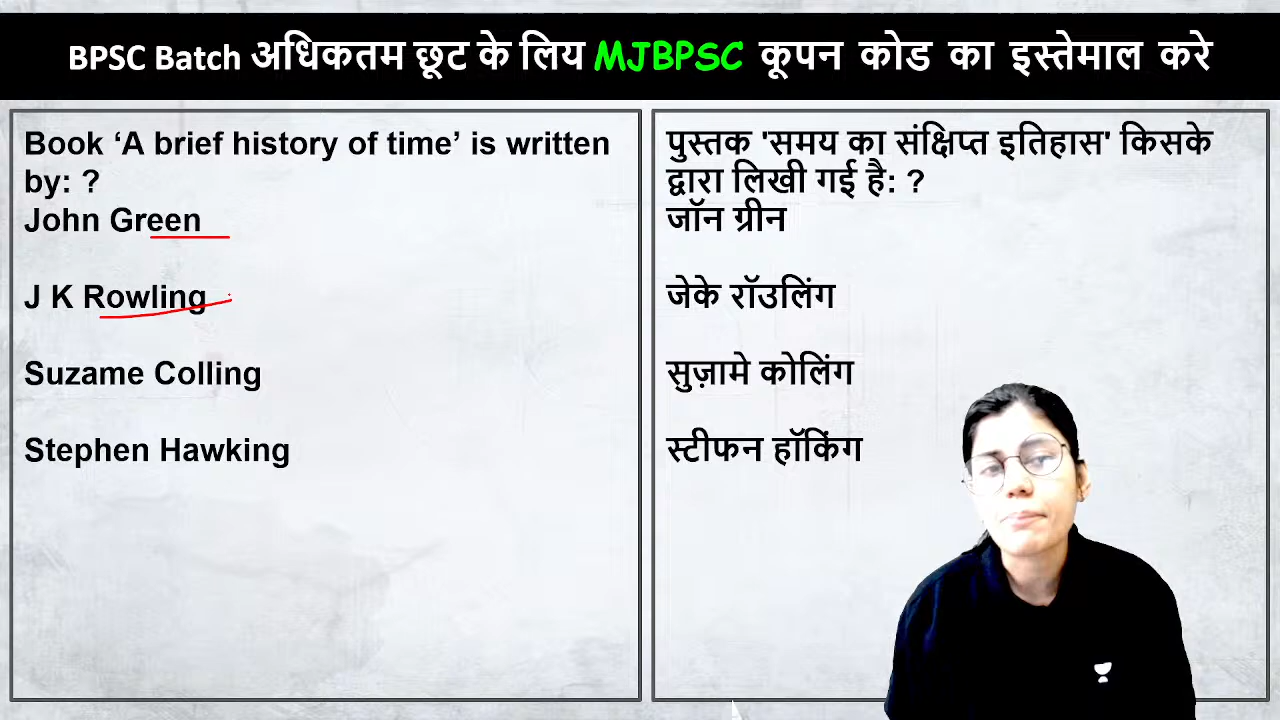 BPSC Batch अधिकतम छूट के लिय MJBPSC कूपन कोड का इस्तेमाल करे
Book ‘A brief history of time’ is written
by: ?
John Green
J K Rowling
Suzame Colling
Stephen Hawking
पुस्तक 'समय का संक्षिप्त इतिहास' किसके
द्वारा लिखी गई है: ?
जॉन ग्रीन
जेके रॉउलिंग
सुज़ामे कोलिंग
स्टीफन हॉकिंग